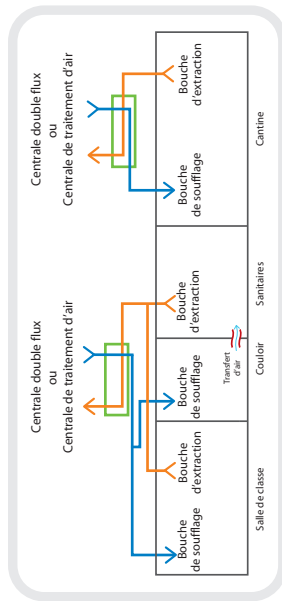 Centrale double flux
ou
Centrale de traitement d'air
Centrale double flux
ou
Centrale de traitement d'air
Bouche
de soufflage
Bouche
d'extraction
Bouche
de soufflage
Bouche
d'extraction
Bouche
de soufflage
Bouche
d'extraction
Transfert
d'air
Salle de classe
Couloir
Sanitaires
Cantine